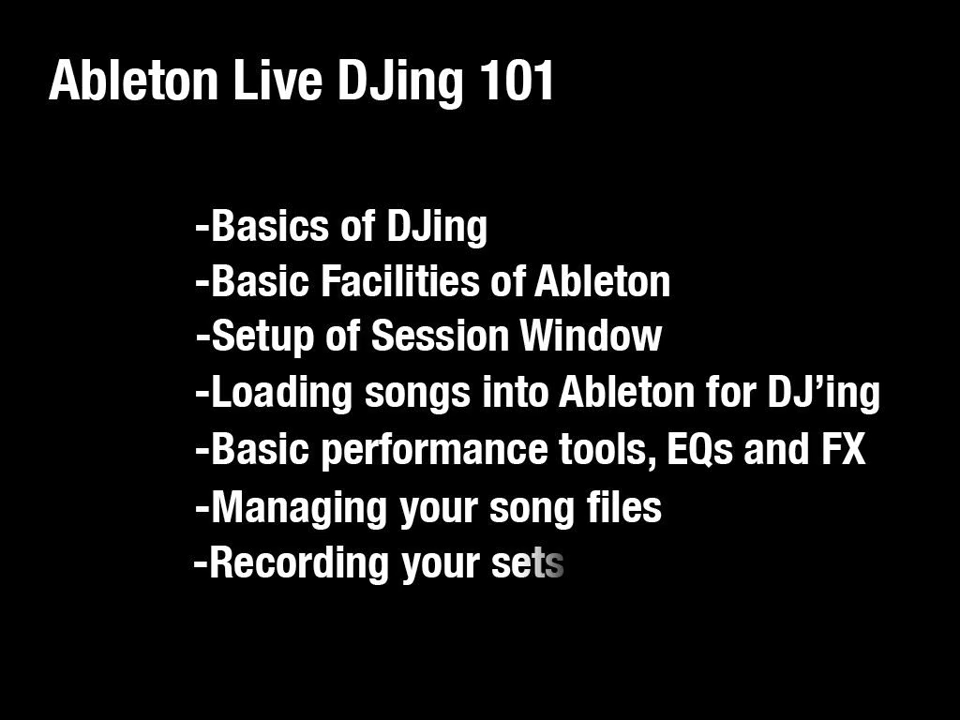 Ableton Live DJing 101
-Basics of DJing
-Basic Facilities of Ableton
-Setup of Session Window
-Loading songs into Ableton for DJ’ing
-Basic performance tools, EQs and FX
-Managing your song files
-Recording your sets